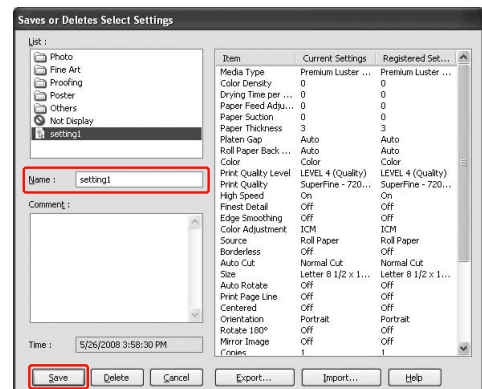 Saves or Deletes Select Settings
List :
Photo
Fine Art
Proofing
Poster
Others
Not Display
setting1
Name : setting1
Comment :
Time : 5/26/2008 3:58:30 PM
Item Current Settings Registered Set...
Media Type Premium Luster ... Premium Luster ...
Color Density 0 0
Drying Time per ... 0 0
Paper Feed Adju... 0 0
Paper Suction 0 0
Paper Thickness 3 3
Platen Gap Auto Auto
Roll Paper Back ... Auto Auto
Color Color Color
Print Quality Level LEVEL 4 (Quality) LEVEL 4 (Quality)
Print Quality SuperFine - 720... SuperFine - 720...
High Speed On On
Finest Detail Off Off
Edge Smoothing Off Off
Color Adjustment ICM ICM
Source Roll Paper Roll Paper
Borderless Off Off
Auto Cut Normal Cut Normal Cut
Size Letter 8 1/2 x 1... Letter 8 1/2 x 1...
Auto Rotate Off Off
Print Page Line Off Off
Centered Off Off
Orientation Portrait Portrait
Rotate 180° Off Off
Mirror Image Off Off
Copies 1 1
Save Delete Cancel Export... Import... Help